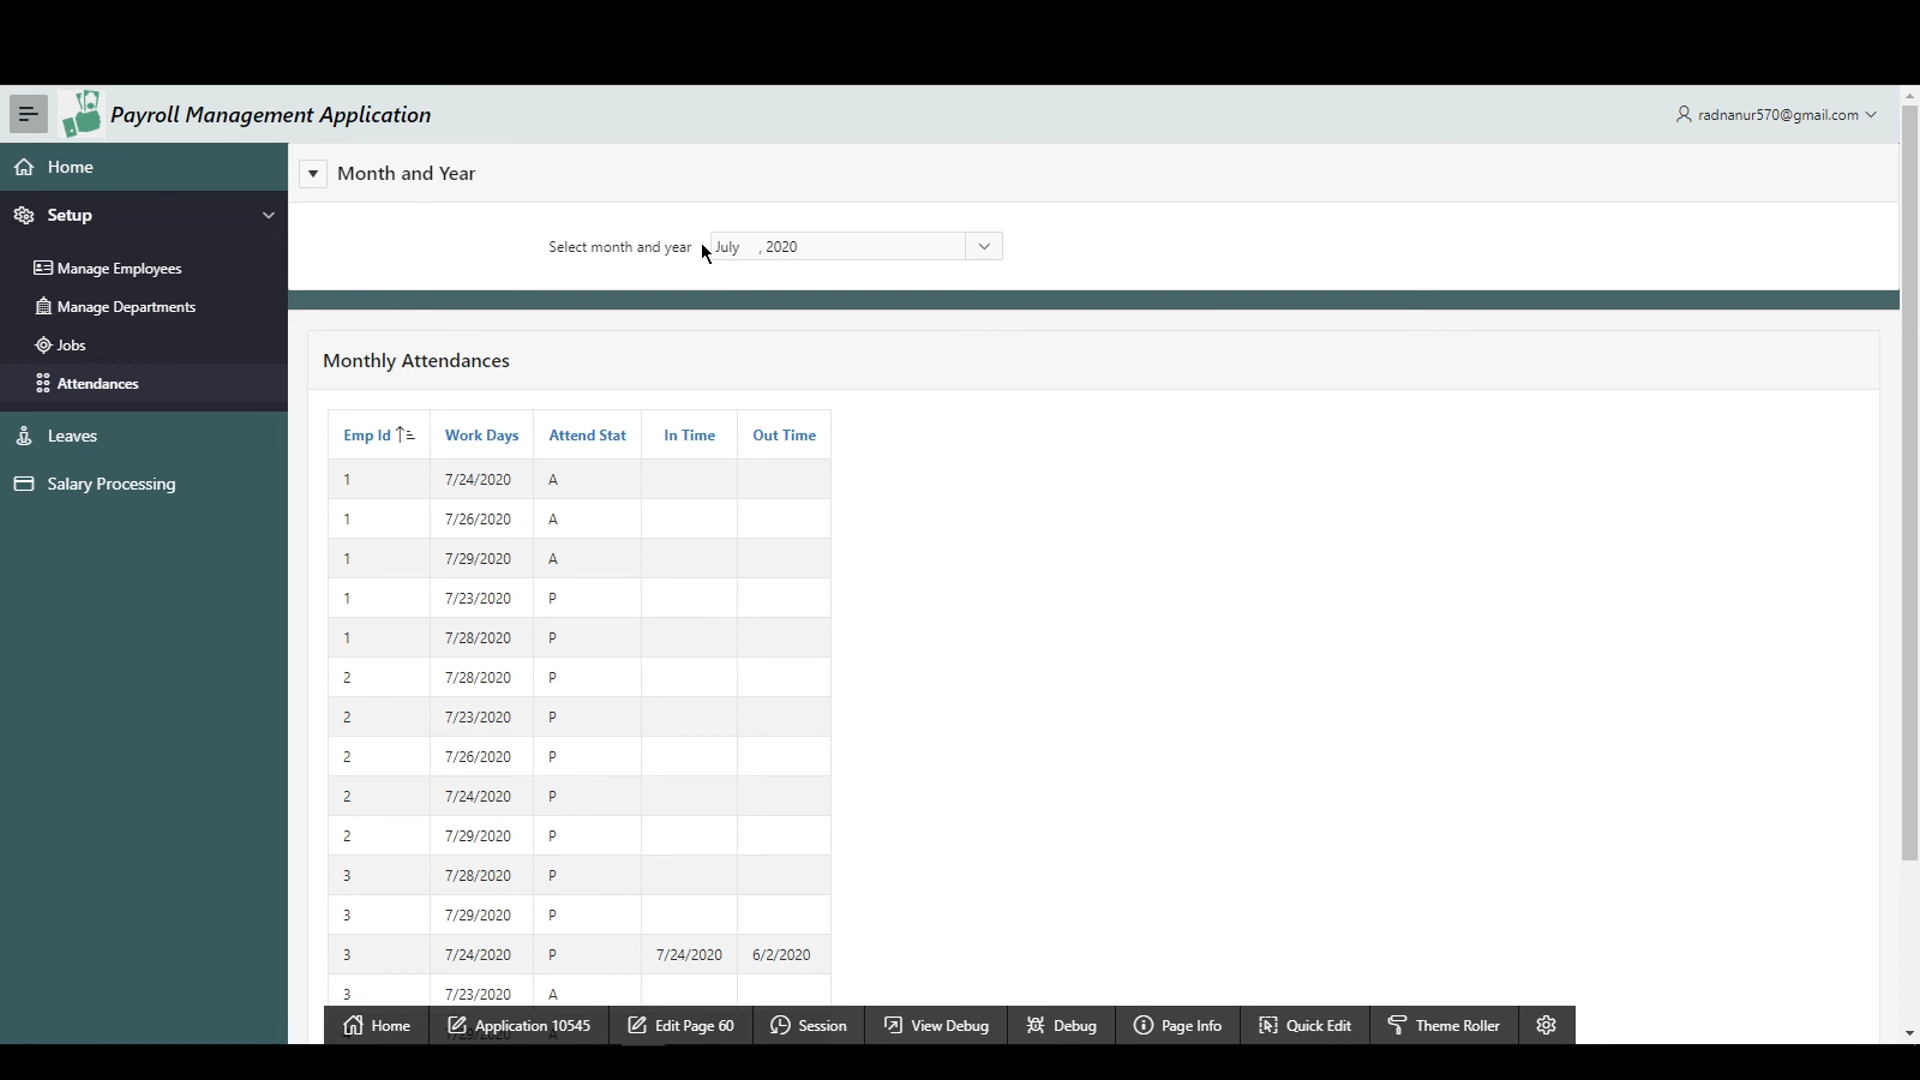 Payroll Management Application
radnanur570@gmail.com
Home
Month and Year
Setup
Select month and year July , 2020
Manage Employees
Manage Departments
Jobs
Attendances
Leaves
Salary Processing
Monthly Attendances
Emp Id Work Days Attend Stat In Time Out Time
1 7/24/2020 A
1 7/26/2020 A
1 7/29/2020 A
1 7/23/2020 P
1 7/28/2020 P
2 7/28/2020 P
2 7/23/2020 P
2 7/26/2020 P
2 7/24/2020 P
2 7/29/2020 P
3 7/28/2020 P
3 7/29/2020 P
3 7/24/2020 P 7/24/2020 6/2/2020
3 7/23/2020 A
Home Application 10545 Edit Page 60 Session View Debug Debug Page Info Quick Edit Theme Roller